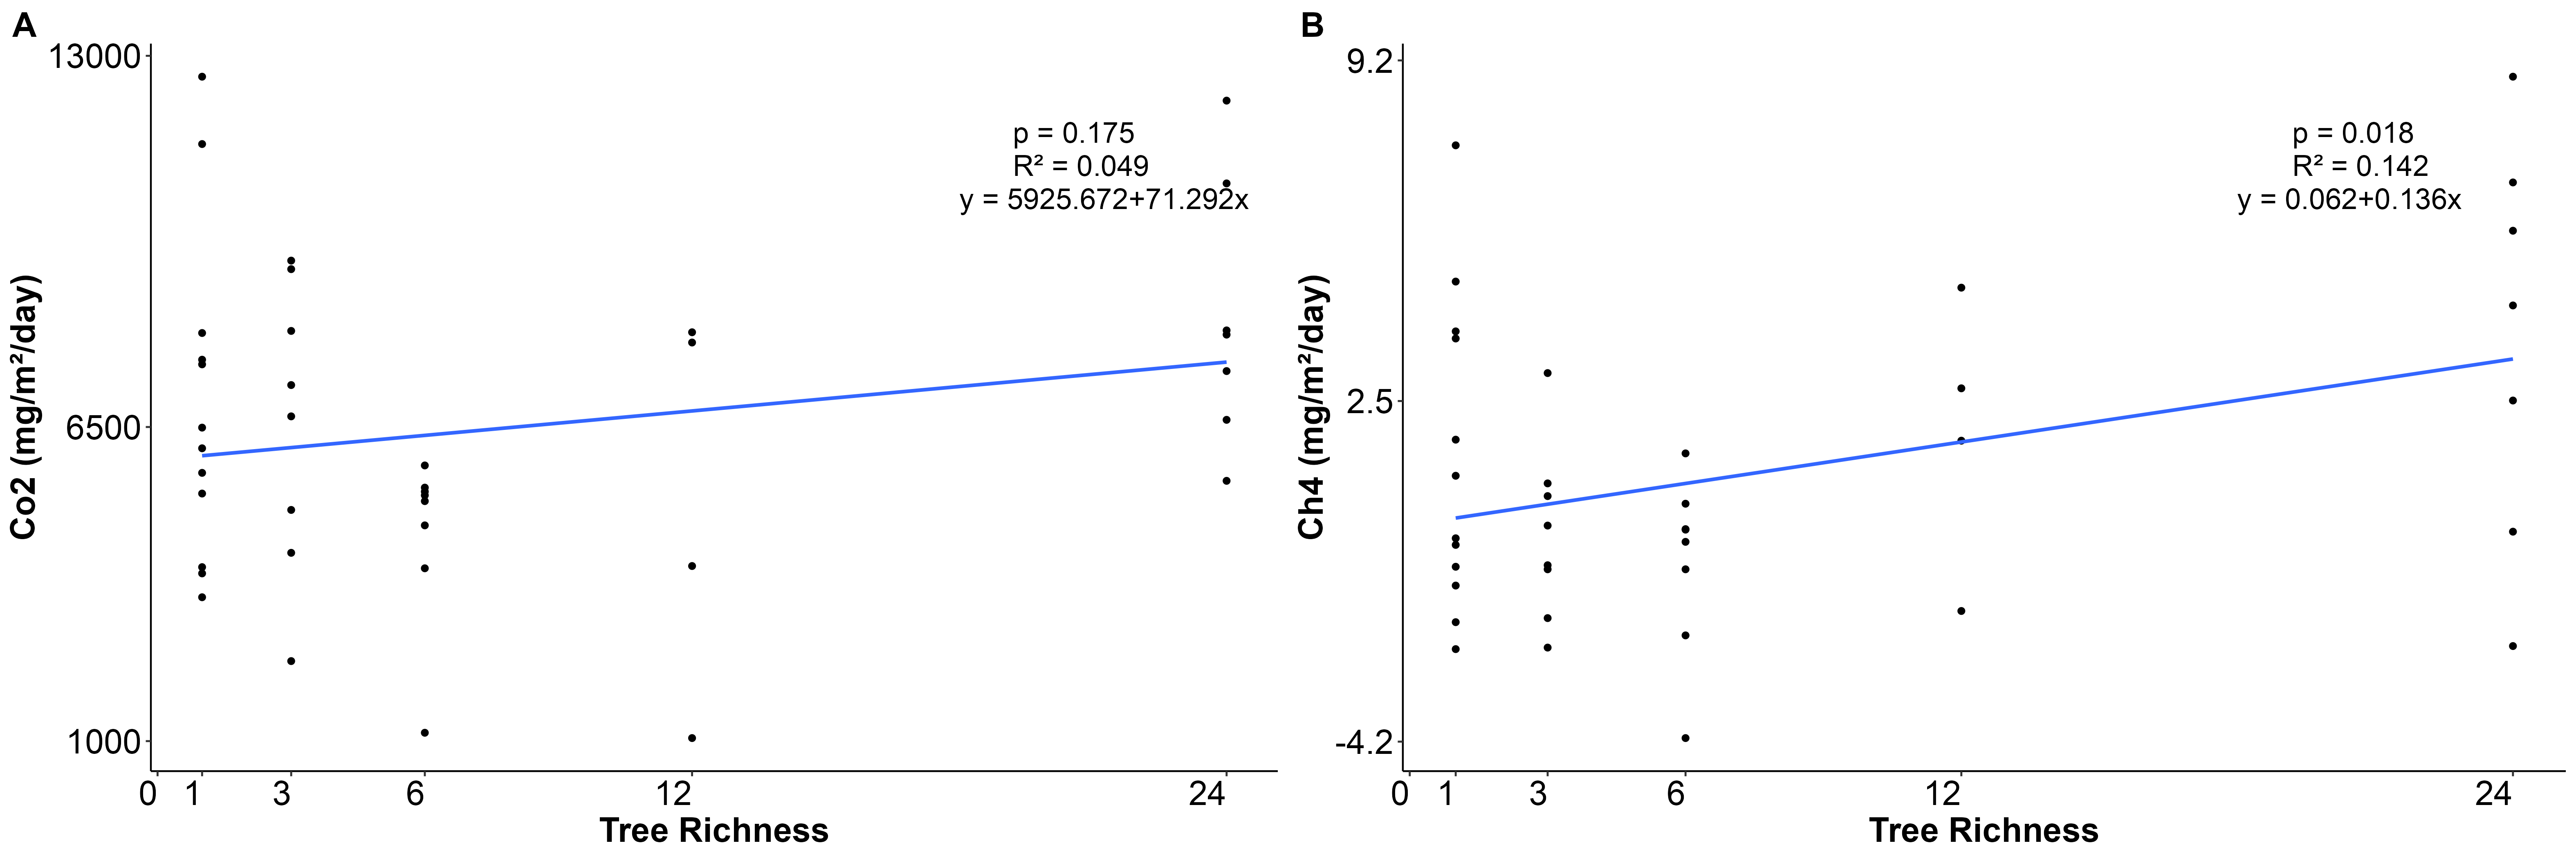 A
13000
6500
1000
Co2 (mg/m²/day)
p = 0.175
R² = 0.049
y = 5925.672+71.292x
0 1 3 6 12 24
Tree Richness
B
9.2
2.5
-4.2
Ch4 (mg/m²/day)
p = 0.018
R² = 0.142
y = 0.062+0.136x
0 1 3 6 12 24
Tree Richness